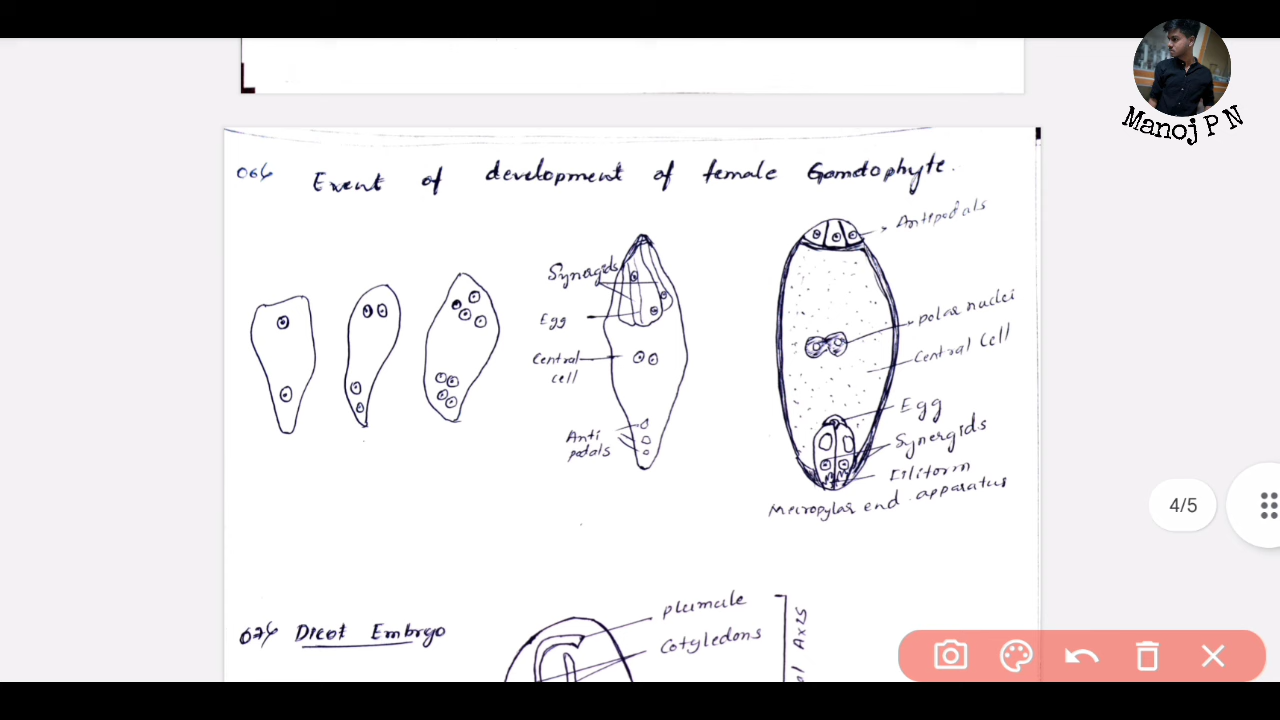 Manoj P N
06¢ Event of development of female Gametophyte.
Antipodals
Synergids
Egg
polar nuclei
Central
cell
Central Cell
Egg
Anti
podals
Synergids
Filiform
Micropylar end apparatus
4/5
07¢ Dicot Embryo
plumule
Cotyledons